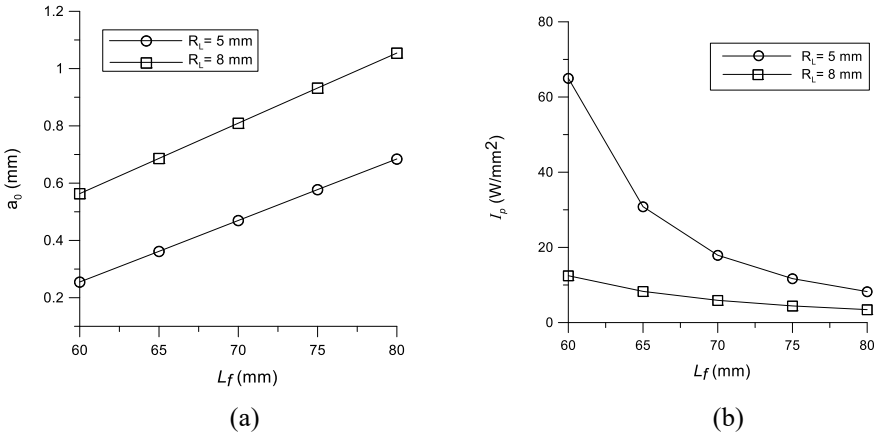 1.2
1
0.8
0.6
0.4
0.2
a₀ (mm)
R_L= 5 mm
R_L= 8 mm
60 65 70 75 80
L_f (mm)
(a)
80
60
40
20
0
I_p (W/mm²)
R_L= 5 mm
R_L= 8 mm
60 65 70 75 80
L_f (mm)
(b)